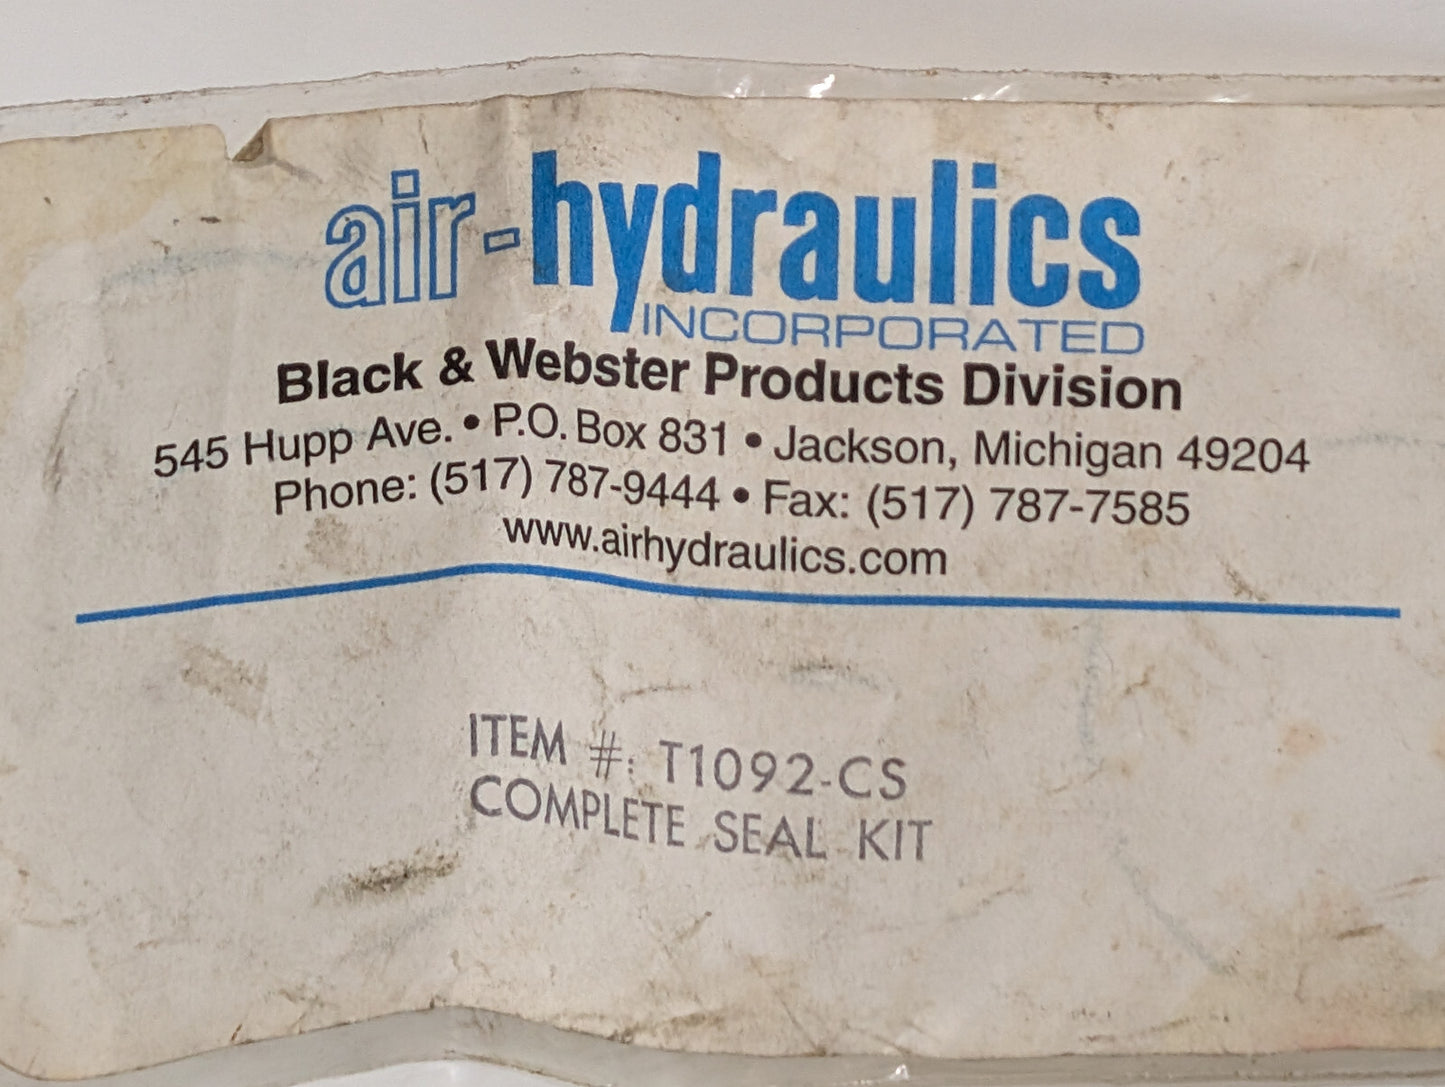 air-hydraulics
INCORPORATED
Black & Webster Products Division
545 Hupp Ave. • P.O. Box 831 • Jackson, Michigan 49204
Phone: (517) 787-9444 • Fax: (517) 787-7585
www.airhydraulics.com
ITEM #: T1092-CS
COMPLETE SEAL KIT